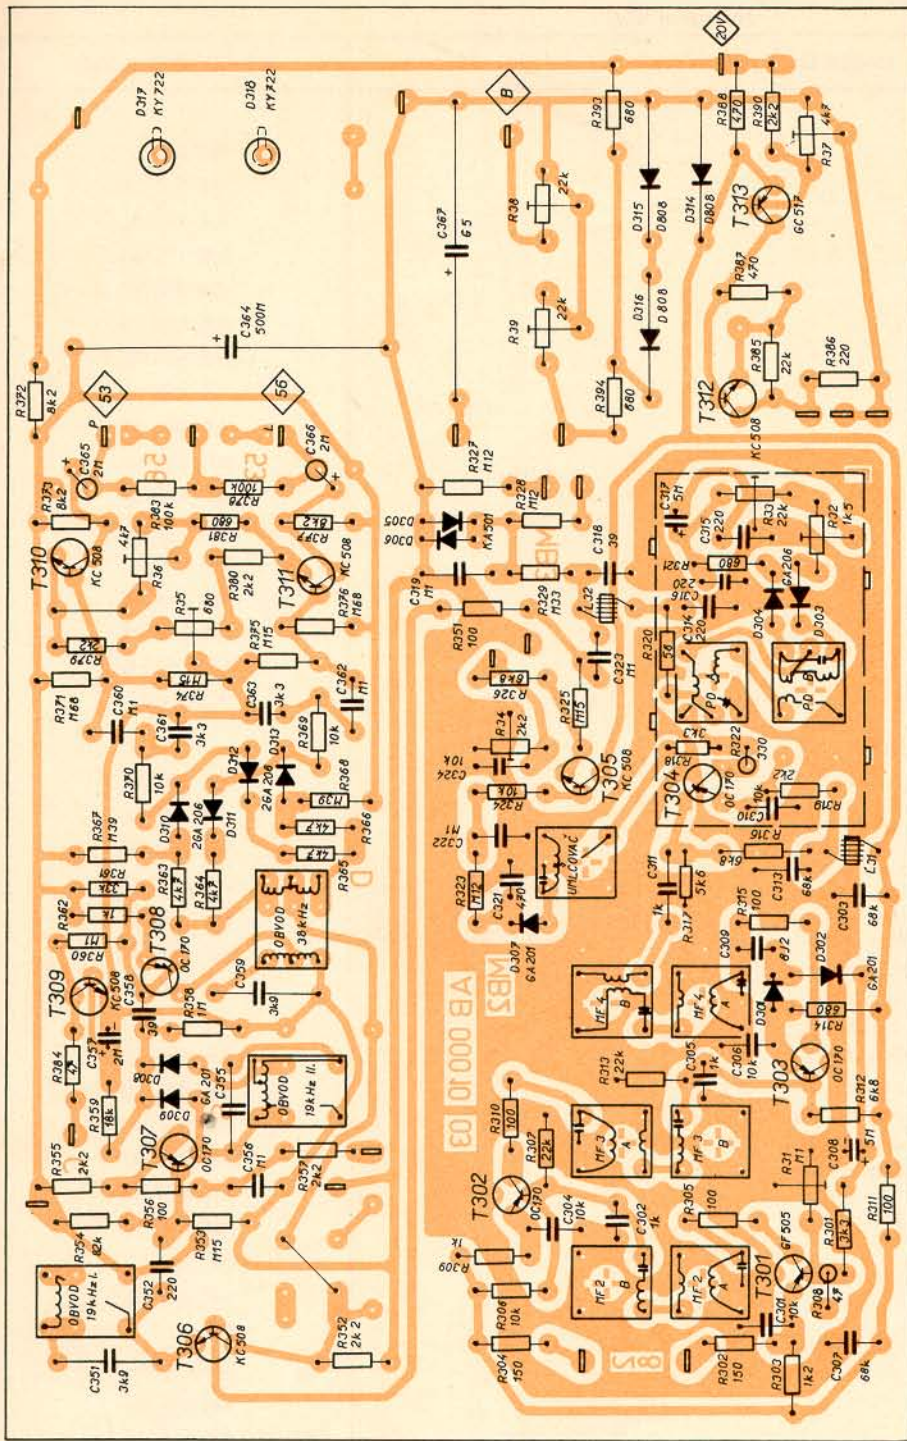 D317
KY722
D318
KY722
20V
B
R393
680
R388
470
R390
2k2
4k7
R37
C367
G5
R38
22k
D315
D808
D314
D808
T313
GC517
R372
8k2
C364
500M
R39
22k
D316
D808
R387
470
R385
22k
R386
220
53
56
R394
680
T312
KC508
P
L
C365
2M
C366
2M
R373
8k2
R383
100k
100k
R378
R327
M12
T310
KC508
4k7
R36
680
R381
8k2
R377
D305
D306
KA501
R328
M12
MB3
C317
5M
C315
220
R33
22k
R380
2k2
T311
KC508
C319
M1
R329
M33
C318
39
R321
680
220
C316
GA206
R32
1k5
R35
680
R376
M68
R351
100
L32
C314
220
D304
D303
2k2
R379
R375
M15
R320
56
R371
M68
M15
R374
C362
M1
6k8
R326
C323
M1
PD
A
PD
B
C360
M1
C361
3k3
C363
3k3
R369
10k
R325
M15
R34
2k2
3k3
R318
R322
330
R370
10k
D312
D313
2GA206
10k
C324
T305
KC508
T304
OC170
2k2
R319
D310
2GA206
D311
R368
M39
10k
R324
10k
C310
R367
M39
4k7
R366
M1
C322
R316
6k8
R361
33k
R363
4k7
R364
4k7
4k7
R365
D
R323
M12
C321
470
UMLČOVAČ
C311
1k
R317
5k6
C313
68k
L31
R362
1k
T308
OC170
OBVOD
38kHz
D307
GA201
R315
100
C303
68k
R360
M1
C309
8J2
D302
GA201
T309
KC508
C358
39
C359
3k9
MB2
AB 000 10 03
MF4
B
MF4
A
D301
680
R314
R384
47
C357
2M
R358
1M
D308
D309
GA201
C355
OBVOD
19kHz II.
R313
22k
C305
1k
C306
10k
T303
OC170
R359
18k
R310
100
R312
6k8
R355
2k2
T307
OC170
C356
M1
R357
2k2
R307
22k
MF3
A
MF3
B
C308
5M
R356
100
T302
OC170
C304
10k
C302
1k
R305
100
R31
M1
R311
100
R354
82k
R353
M15
1k
R309
GF505
R301
3k3
OBVOD
19kHz I.
C352
220
R306
10k
MF2
B
MF2
A
T301
C301
10k
R308
47
C351
3k9
T306
KC508
R352
2k2
R304
150
82
R302
150
R303
1k2
C307
68k